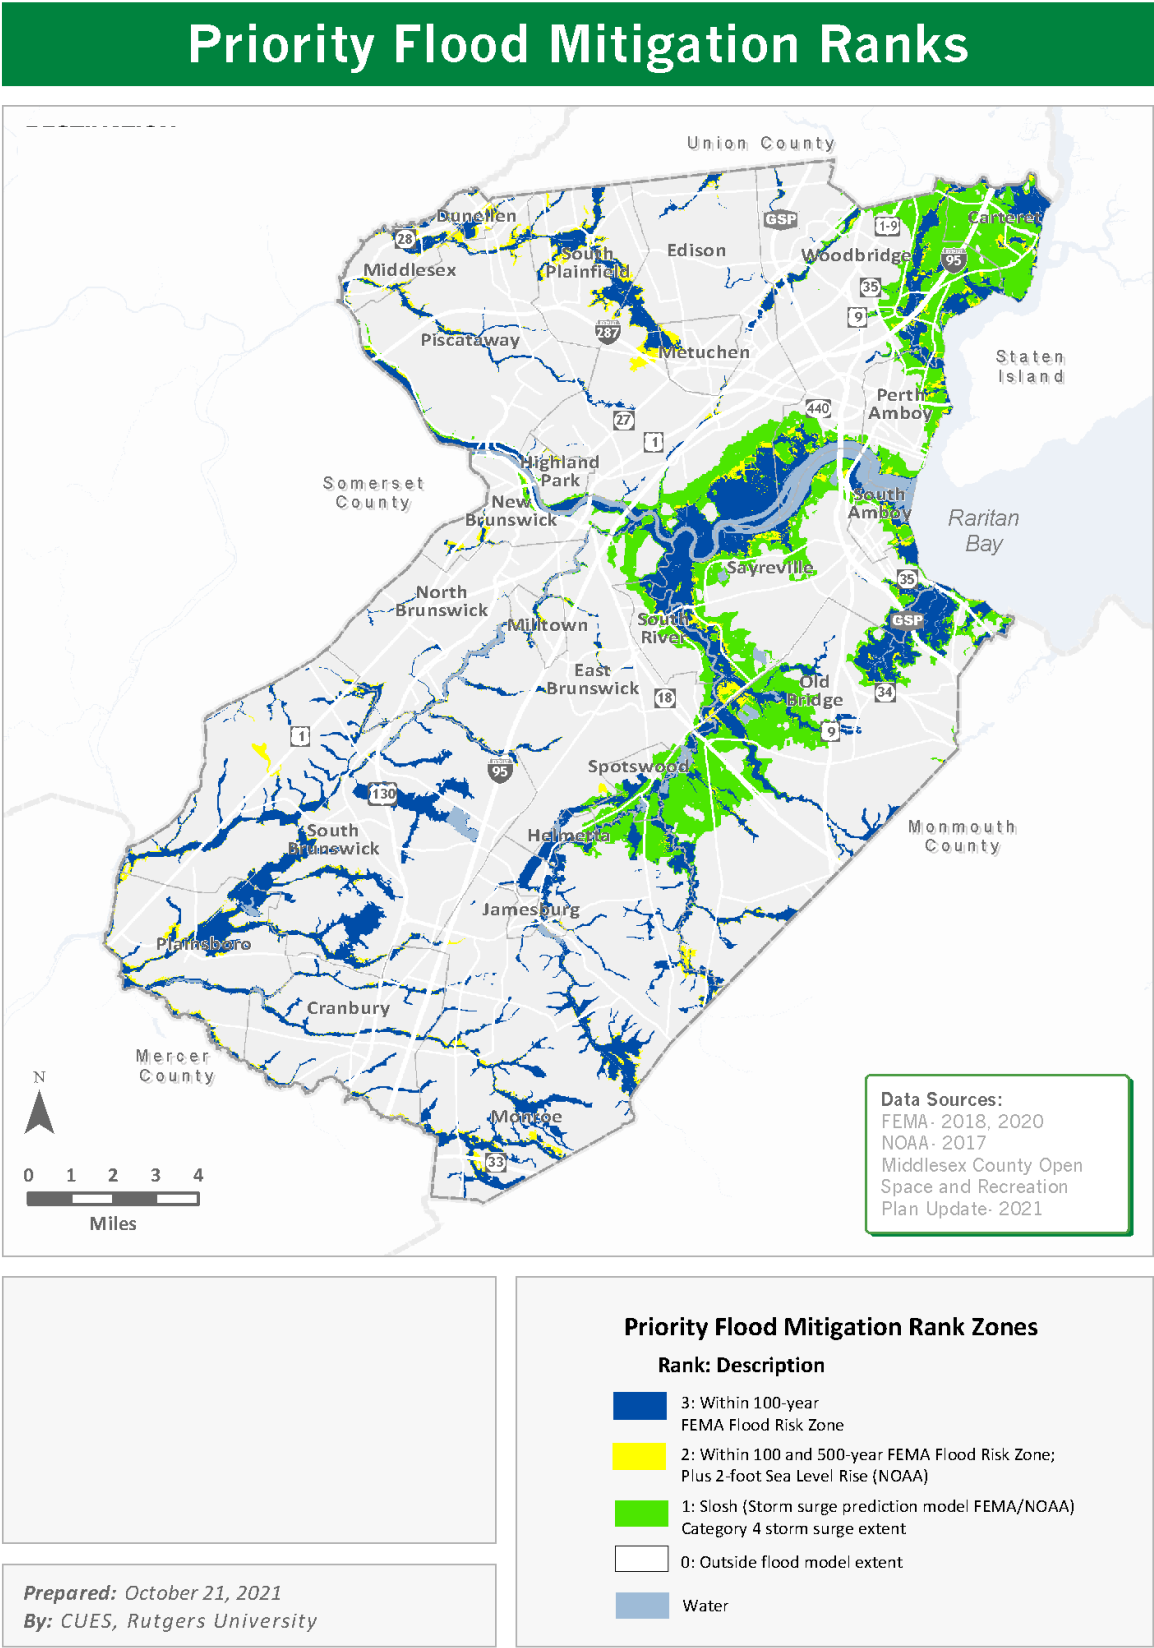 Priority Flood Mitigation Ranks
Union County
Dunellen
28
Middlesex
South
Plainfield
Edison
GSP
1-9
Carteret
Woodbridge
95
35
9
287
Piscataway
Metuchen
Staten
Island
Perth
Amboy
440
27
1
Highland
Park
Somerset
County
New
Brunswick
South
Amboy
Raritan
Bay
Sayreville
35
North
Brunswick
Milltown
South
River
GSP
East
Brunswick
18
Old
Bridge
34
9
1
95
Spotswood
130
South
Brunswick
Helmetta
Monmouth
County
Jamesburg
Plainsboro
Cranbury
Mercer
County
Monroe
33
N
0 1 2 3 4
Miles
Data Sources:
FEMA- 2018, 2020
NOAA- 2017
Middlesex County Open
Space and Recreation
Plan Update- 2021
Priority Flood Mitigation Rank Zones
Rank: Description
3: Within 100-year
FEMA Flood Risk Zone
2: Within 100 and 500-year FEMA Flood Risk Zone;
Plus 2-foot Sea Level Rise (NOAA)
1: Slosh (Storm surge prediction model FEMA/NOAA)
Category 4 storm surge extent
0: Outside flood model extent
Water
Prepared: October 21, 2021
By: CUES, Rutgers University